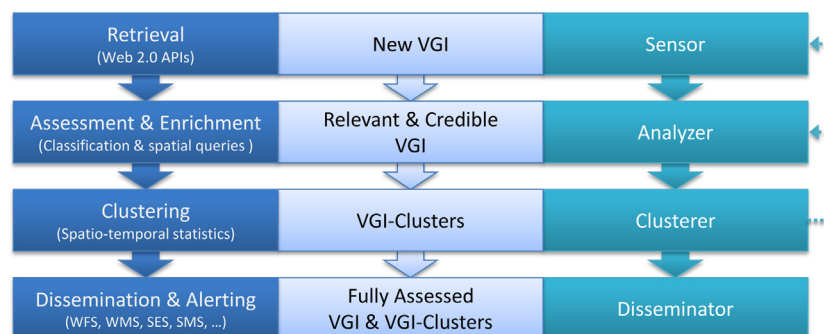 Retrieval
(Web 2.0 APIs)
New VGI
Sensor
Assessment & Enrichment
(Classification & spatial queries )
Relevant & Credible
VGI
Analyzer
Clustering
(Spatio-temporal statistics)
VGI-Clusters
Clusterer
Dissemination & Alerting
(WFS, WMS, SES, SMS, ...)
Fully Assessed
VGI & VGI-Clusters
Disseminator